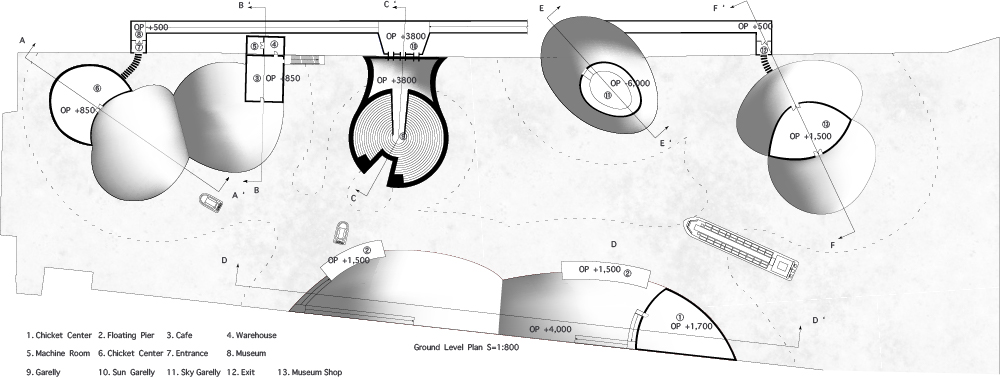 B' C' F'
E
OP +500 OP +500
⑧
⑦
A
OP +3800
⑩
⑤ ④
⑫
③ OP +850
OP +3800
⑥
OP +850
OP -6,000
⑪
⑬
OP +1,500
⑨
E'
A' B
C
F
②
OP +1,500
D
D
OP +1,500 ②
①
OP +1,700
OP +4,000
D'
Ground Level Plan S=1:800
1. Chicket Center 2. Floating Pier 3. Cafe 4. Warehouse
5. Machine Room 6. Chicket Center 7. Entrance 8. Museum
9. Garelly 10. Sun Garelly 11. Sky Garelly 12. Exit 13. Museum Shop